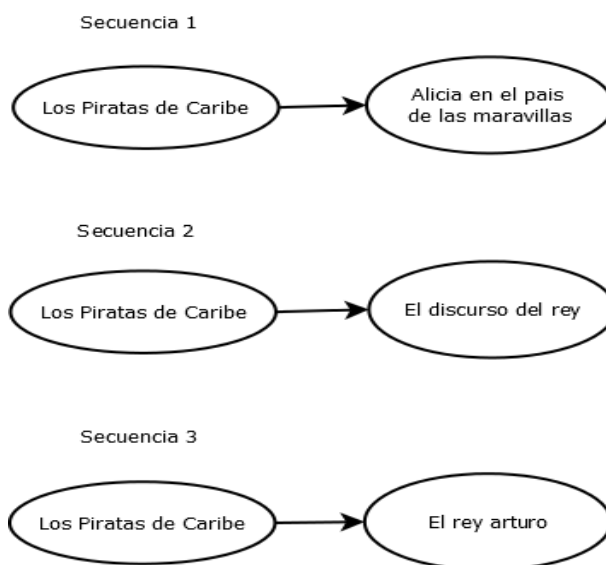 Secuencia 1
Los Piratas de Caribe
Alicia en el pais
de las maravillas
Secuencia 2
Los Piratas de Caribe
El discurso del rey
Secuencia 3
Los Piratas de Caribe
El rey arturo